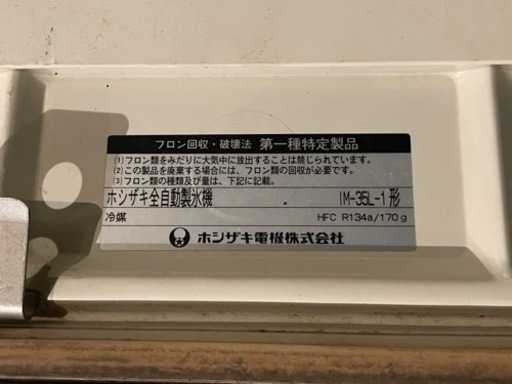 フロン回収・破壊法 第一種特定製品
(1)フロン類をみだりに大気中に放出することは禁じられています。
(2)この製品を廃棄する場合には、フロン類の回収が必要です。
(3)フロン類の種類及び量は、下記に記載。
ホシザキ全自動製氷機 IM-35L-1 形
冷媒 HFC R134a/170g
ホシザキ電機株式会社